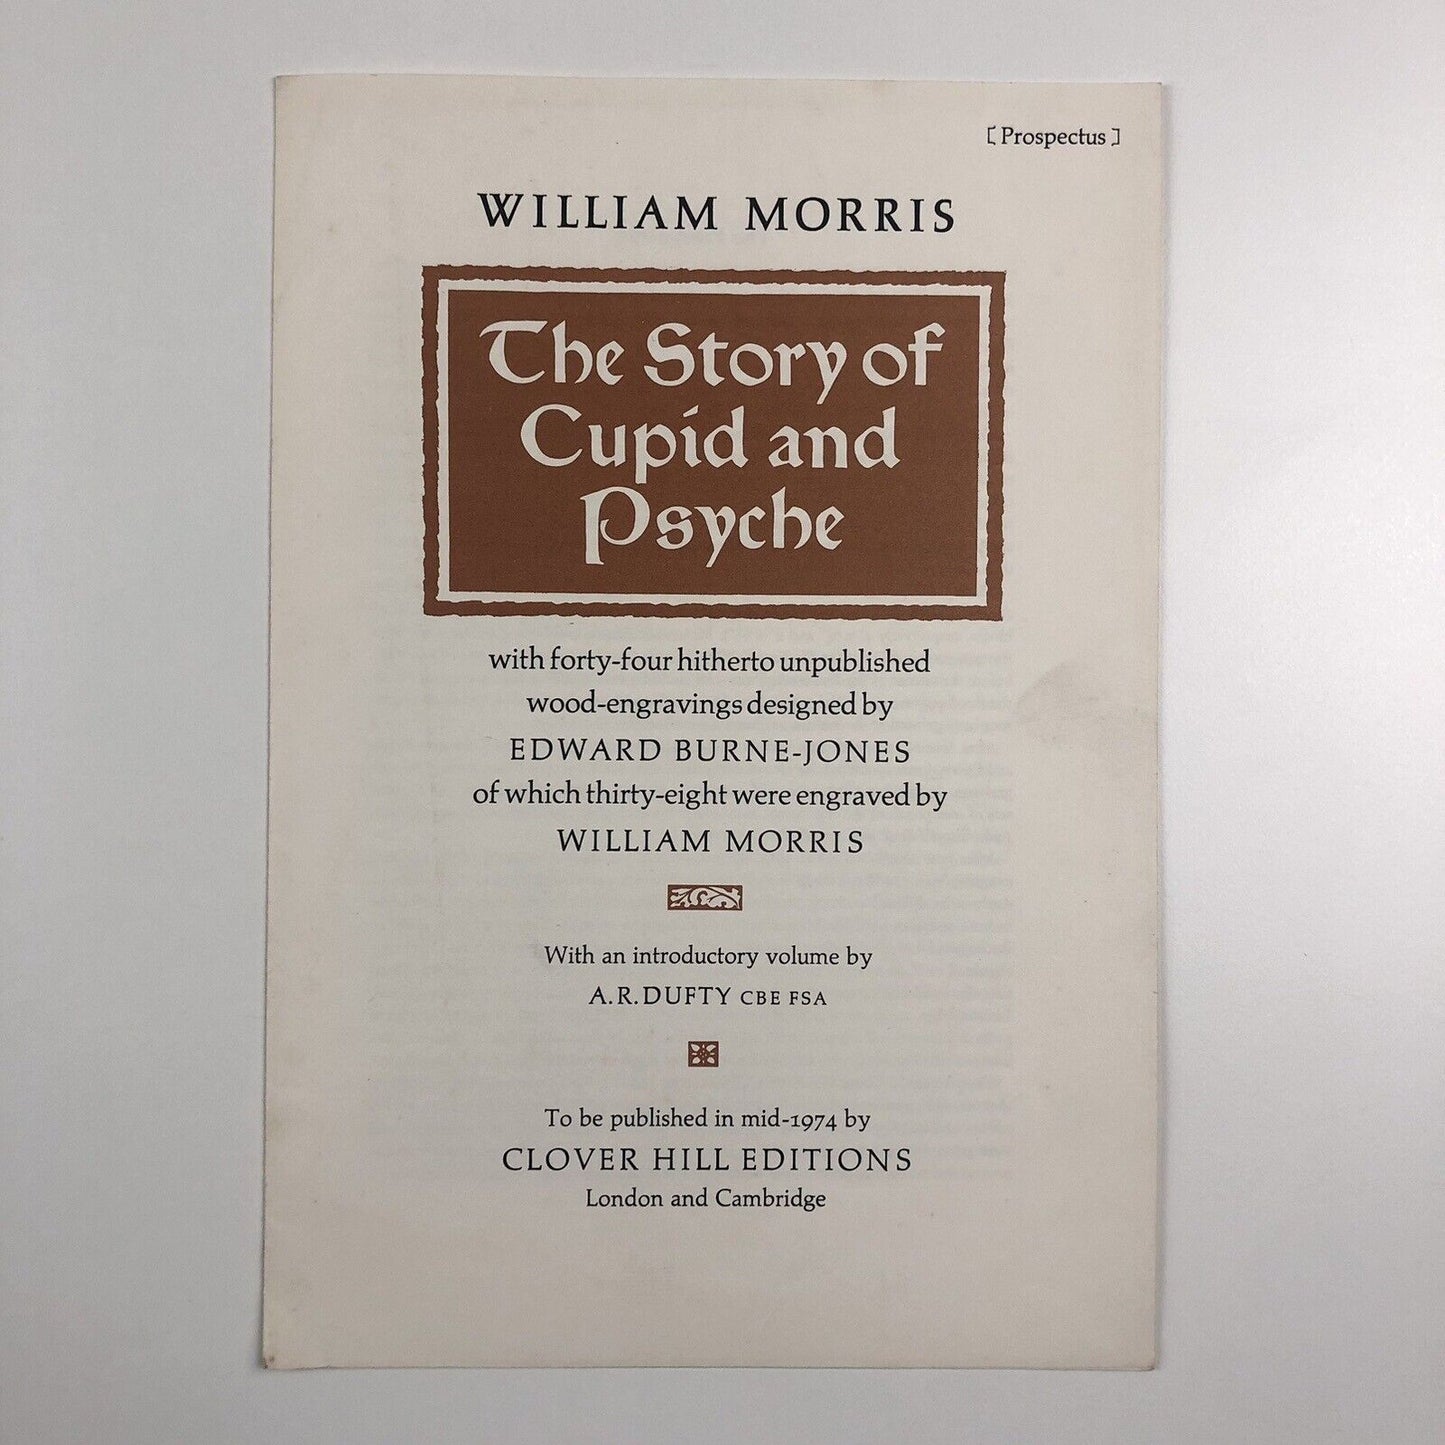 [ Prospectus ]
WILLIAM MORRIS
The Story of
Cupid and
Psyche
with forty-four hitherto unpublished
wood-engravings designed by
EDWARD BURNE-JONES
of which thirty-eight were engraved by
WILLIAM MORRIS
With an introductory volume by
A.R.DUFTY CBE FSA
To be published in mid-1974 by
CLOVER HILL EDITIONS
London and Cambridge